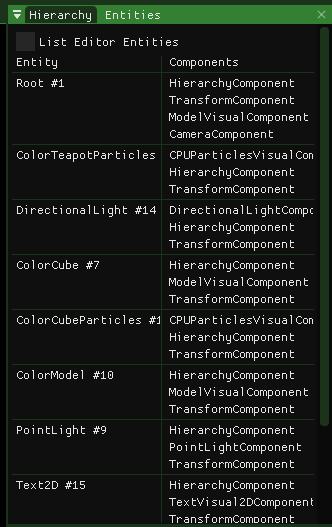 Hierarchy Entities
List Editor Entities
Entity Components
Root #1 HierarchyComponent
TransformComponent
ModelVisualComponent
CameraComponent
ColorTeapotParticles CPUParticlesVisualCom
HierarchyComponent
TransformComponent
DirectionalLight #14 DirectionalLightCompo
HierarchyComponent
TransformComponent
ColorCube #7 HierarchyComponent
ModelVisualComponent
TransformComponent
ColorCubeParticles #1 CPUParticlesVisualCom
HierarchyComponent
TransformComponent
ColorModel #10 HierarchyComponent
ModelVisualComponent
TransformComponent
PointLight #9 HierarchyComponent
PointLightComponent
TransformComponent
Text2D #15 HierarchyComponent
TextVisual2DComponent
TransformComponent